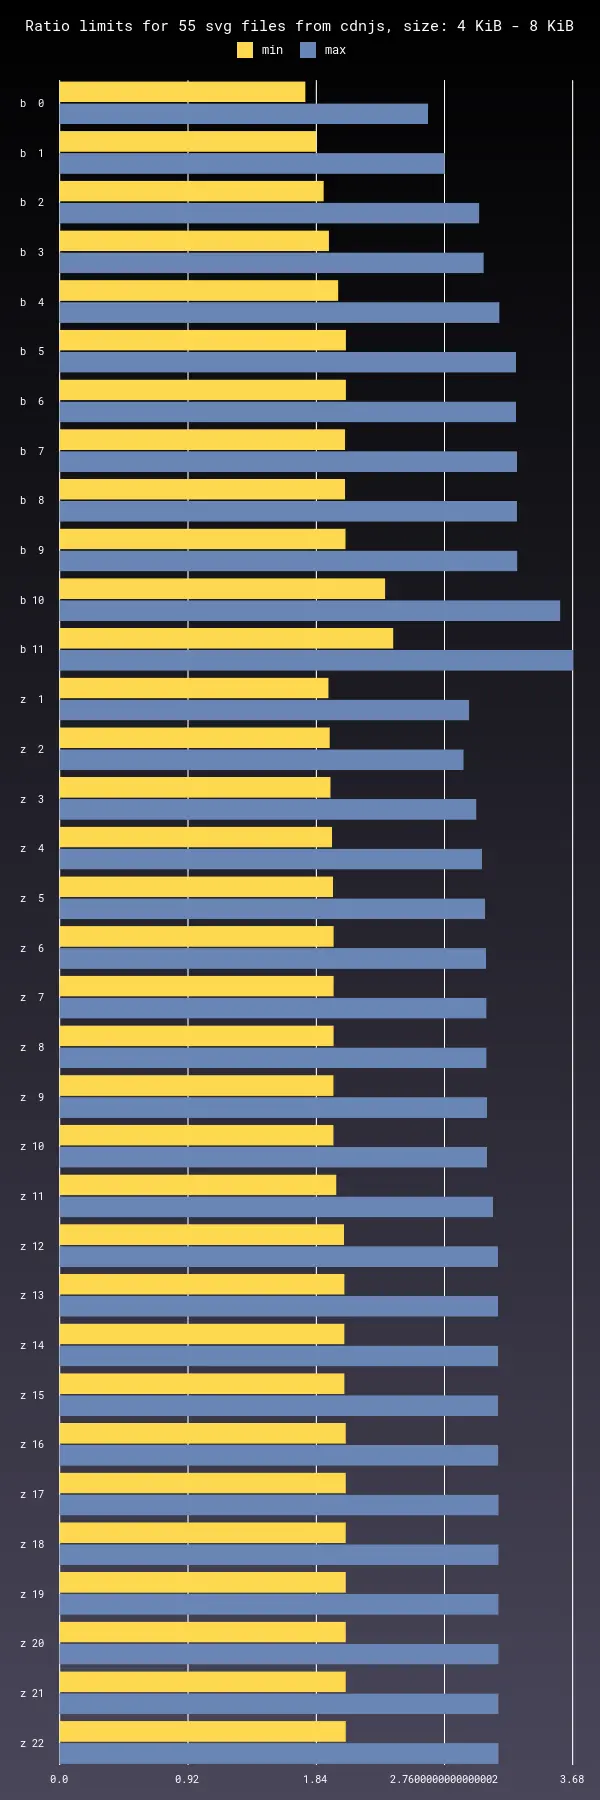 Ratio limits for 55 svg files from cdnjs, size: 4 KiB - 8 KiB
min max
b 0
b 1
b 2
b 3
b 4
b 5
b 6
b 7
b 8
b 9
b 10
b 11
z 1
z 2
z 3
z 4
z 5
z 6
z 7
z 8
z 9
z 10
z 11
z 12
z 13
z 14
z 15
z 16
z 17
z 18
z 19
z 20
z 21
z 22
0.0 0.92 1.84 2.7600000000000002 3.68